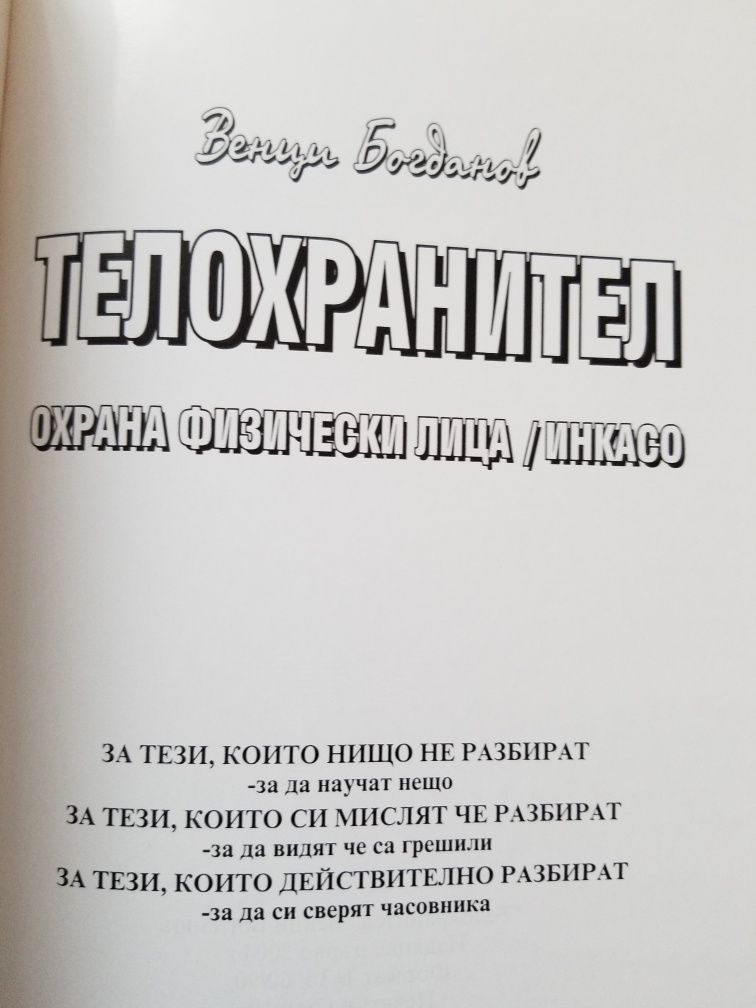 Венци Богданов
ТЕЛОХРАНИТЕЛ
ОХРАНА ФИЗИЧЕСКИ ЛИЦА / ИНКАСО
ЗА ТЕЗИ, КОИТО НИЩО НЕ РАЗБИРАТ
-за да научат нещо
ЗА ТЕЗИ, КОИТО СИ МИСЛЯТ ЧЕ РАЗБИРАТ
-за да видят че са грешили
ЗА ТЕЗИ, КОИТО ДЕЙСТВИТЕЛНО РАЗБИРАТ
-за да си сверят часовника